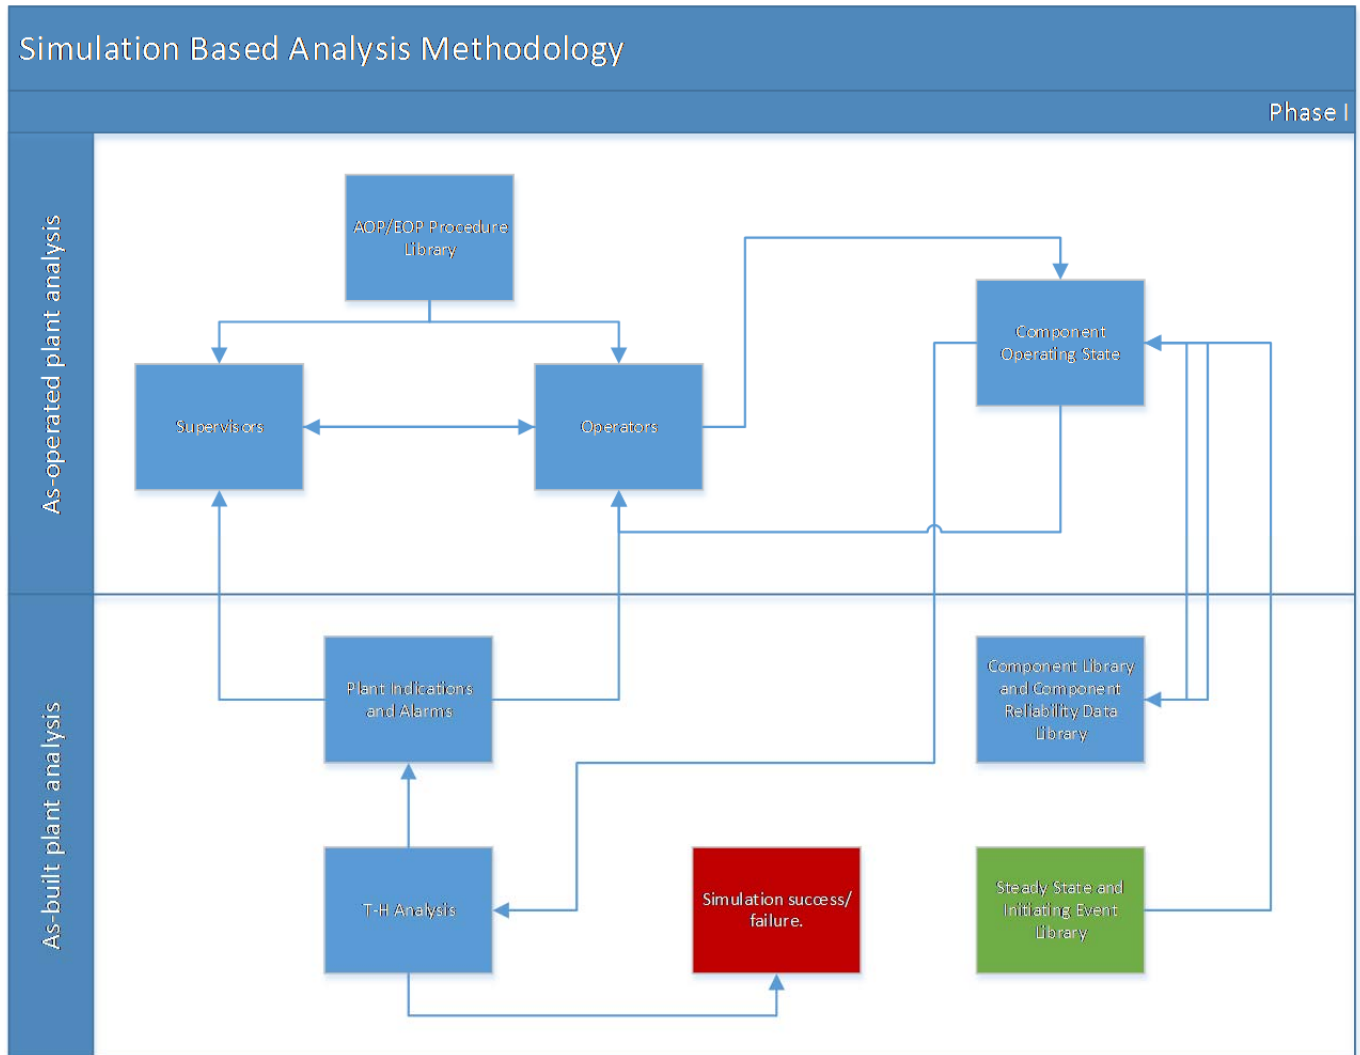 Simulation Based Analysis Methodology
Phase I
As-operated plant analysis
AOP/EOP Procedure
Library
Component
Operating State
Supervisors
Operators
As-built plant analysis
Plant Indications
and Alarms
Component Library
and Component
Reliability Data
Library
T-H Analysis
Simulation success/
failure.
Steady State and
Initiating Event
Library